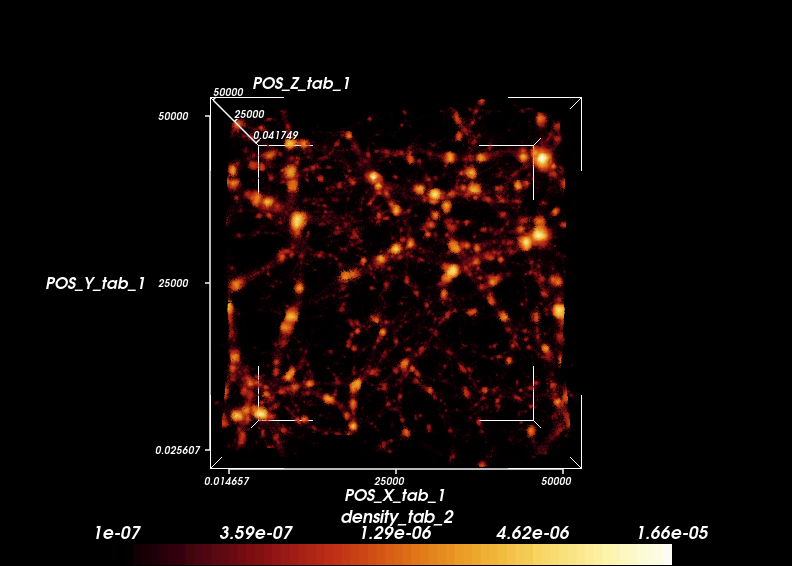 POS_Z_tab_1
50000
25000
0.041749
50000
POS_Y_tab_1 25000
0.025607
0.014657 25000 50000
POS_X_tab_1
density_tab_2
1e-07 3.59e-07 1.29e-06 4.62e-06 1.66e-05